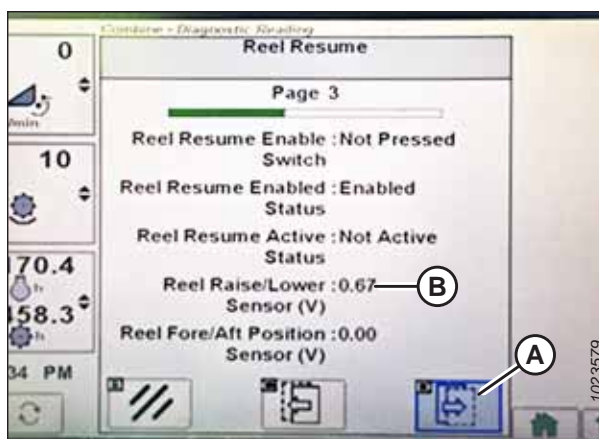 Combine - Diagnostic Reading
Reel Resume
Page 3
Reel Resume Enable :Not Pressed
Switch
Reel Resume Enabled :Enabled
Status
Reel Resume Active :Not Active
Status
Reel Raise/Lower :0.67
Sensor (V)
Reel Fore/Aft Position :0.00
Sensor (V)
0
10
170.4
h
458.3
h
34 PM
B
A
1023579